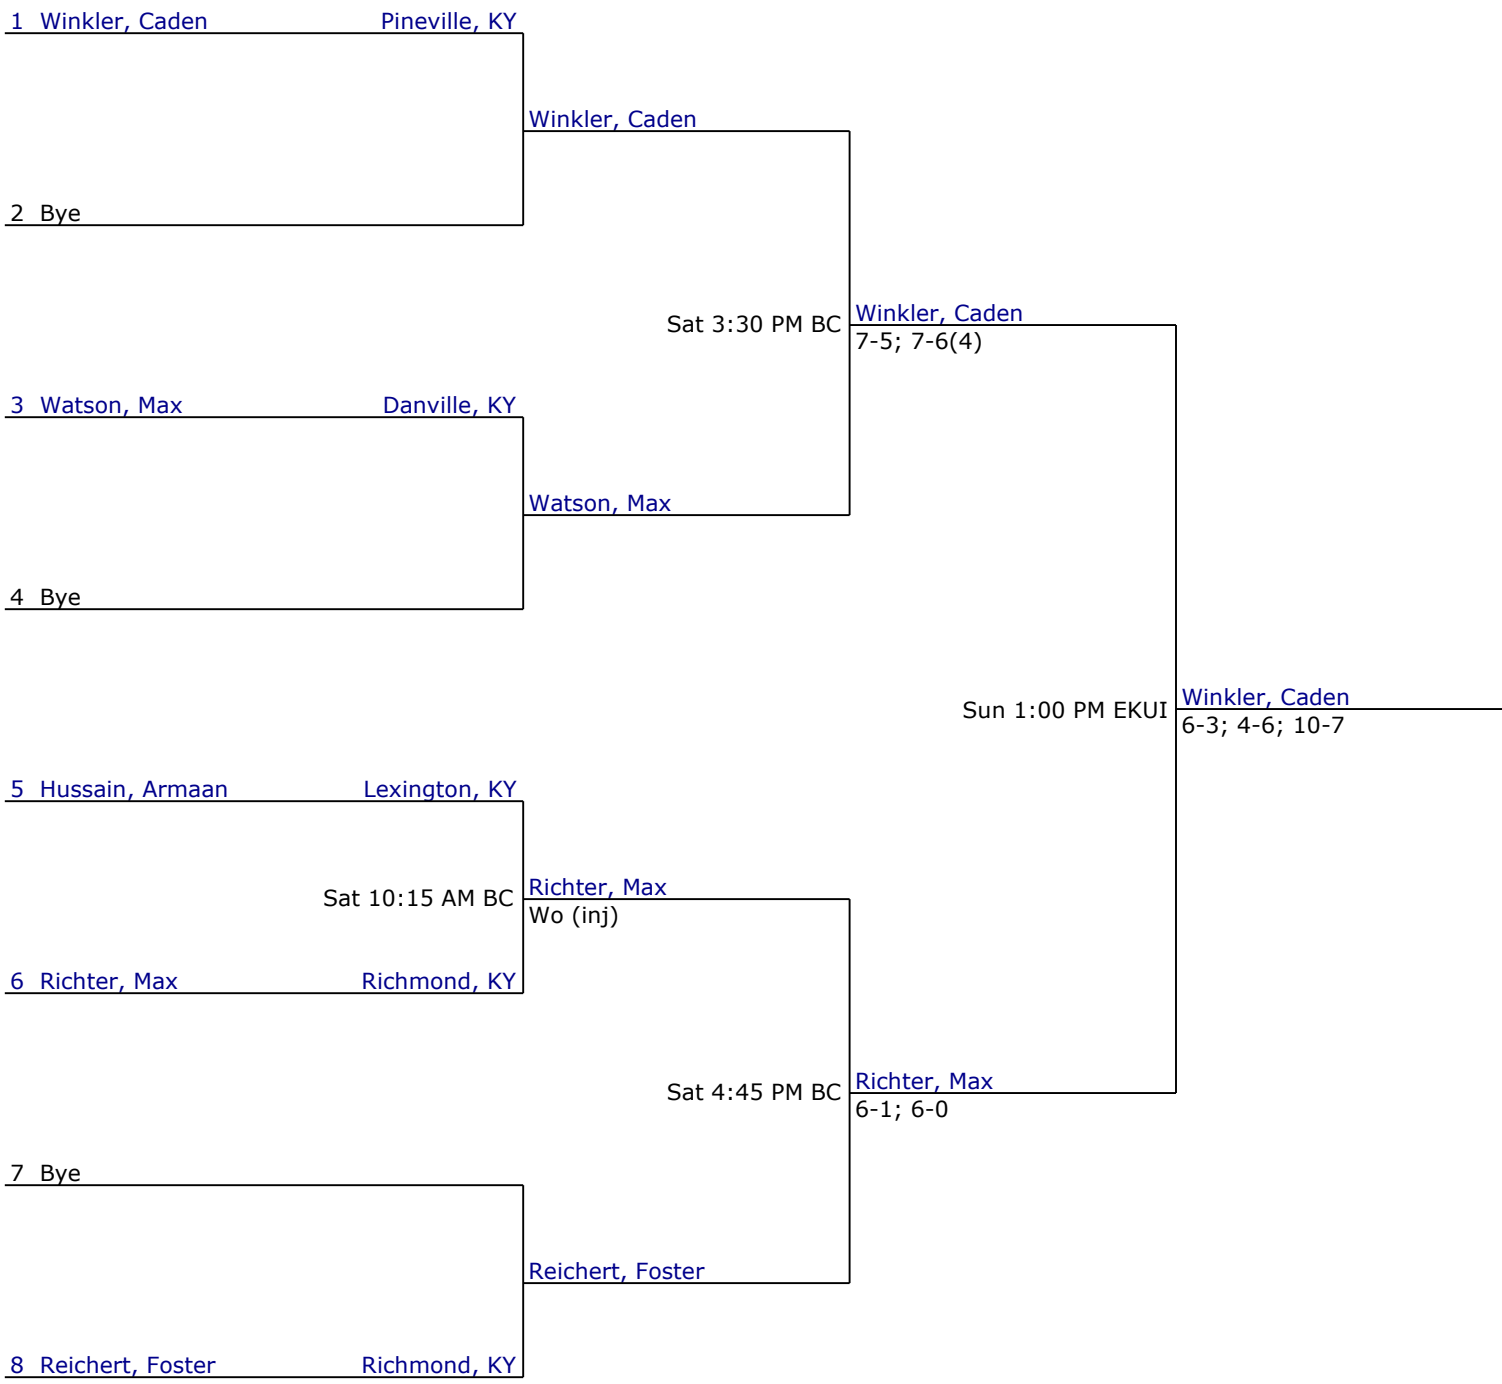 1 Winkler, Caden Pineville, KY
Winkler, Caden
2 Bye
Sat 3:30 PM BC
Winkler, Caden
7-5; 7-6(4)
3 Watson, Max Danville, KY
Watson, Max
4 Bye
Sun 1:00 PM EKUI
Winkler, Caden
6-3; 4-6; 10-7
5 Hussain, Armaan Lexington, KY
Sat 10:15 AM BC
Richter, Max
Wo (inj)
6 Richter, Max Richmond, KY
Sat 4:45 PM BC
Richter, Max
6-1; 6-0
7 Bye
Reichert, Foster
8 Reichert, Foster Richmond, KY